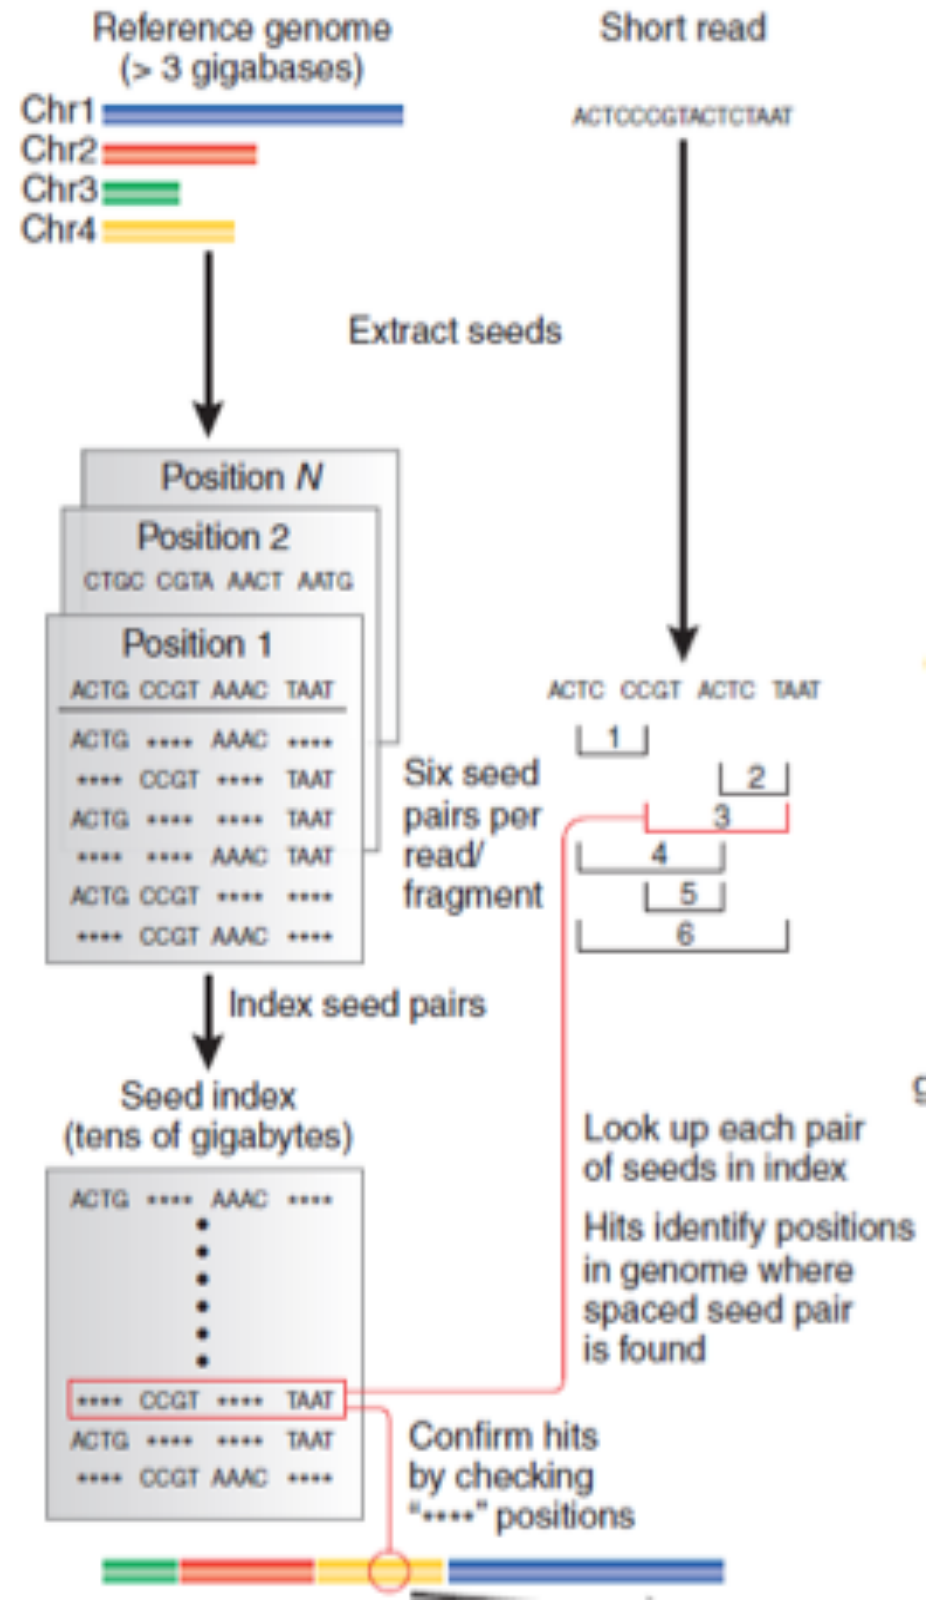 Reference genome
(> 3 gigabases)
Chr1
Chr2
Chr3
Chr4
Short read
ACTCCCGTACTCTAAT
Extract seeds
Position N
Position 2
CTGC CGTA AACT AATG
Position 1
ACTG CCGT AAAC TAAT
ACTG **** AAAC ****
**** CCGT **** TAAT
ACTG **** **** TAAT
**** **** AAAC TAAT
ACTG CCGT **** ****
**** CCGT AAAC ****
Six seed
pairs per
read/
fragment
ACTC CCGT ACTC TAAT
1
2
3
4
5
6
Index seed pairs
Seed index
(tens of gigabytes)
ACTG **** AAAC ****
**** CCGT **** TAAT
ACTG **** **** TAAT
**** CCGT AAAC ****
Look up each pair
of seeds in index
Hits identify positions
in genome where
spaced seed pair
is found
Confirm hits
by checking
"****" positions